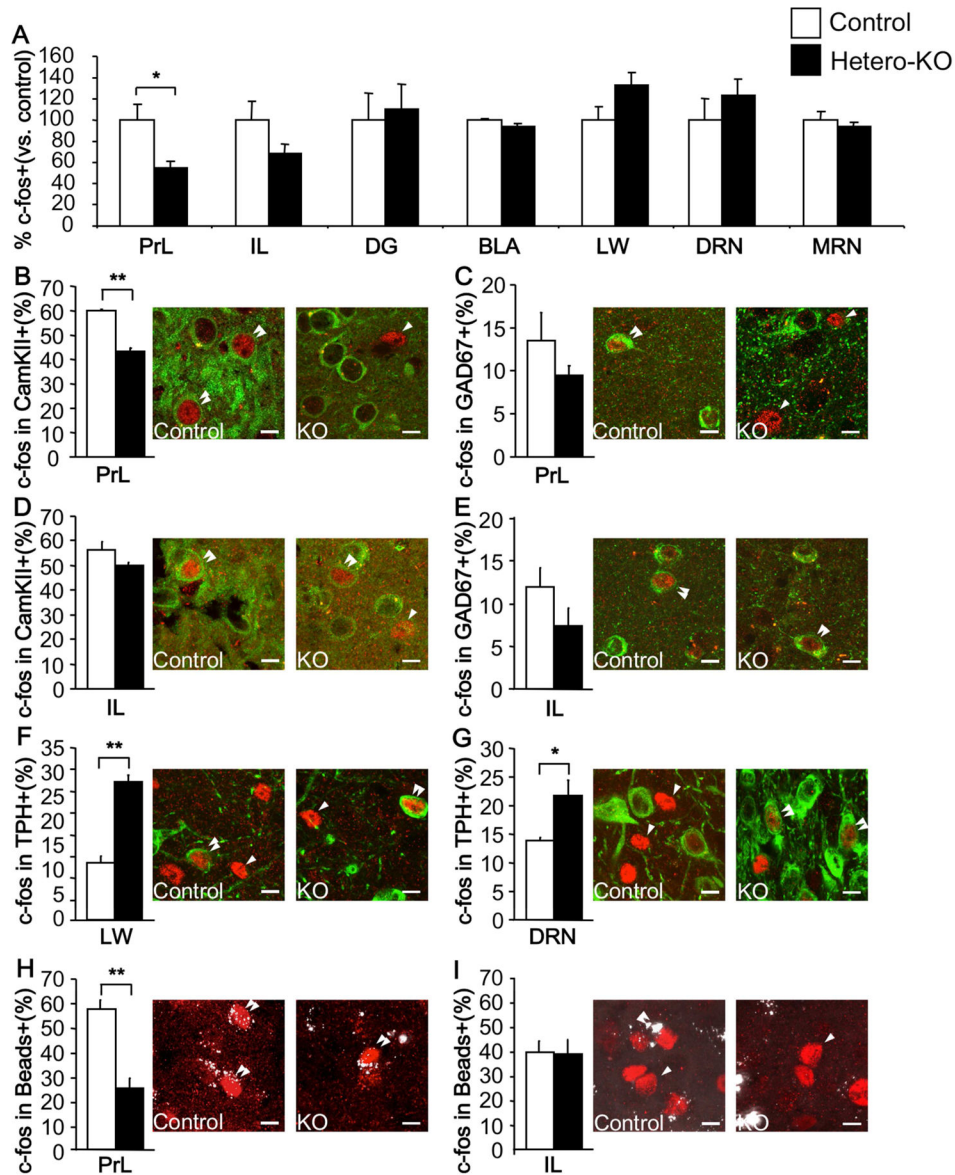 Control
Hetero-KO
A
% c-fos+(vs. control)
160
140
120
100
80
60
40
20
0
*
PrL IL DG BLA LW DRN MRN
B
c-fos in CamKII+(%)
70
60
50
40
30
20
10
0
**
PrL
Control
KO
C
c-fos in GAD67+(%)
20
15
10
5
0
PrL
Control
KO
D
c-fos in CamKII+(%)
70
60
50
40
30
20
10
0
IL
Control
KO
E
c-fos in GAD67+(%)
20
15
10
5
0
IL
Control
KO
F
c-fos in TPH+(%)
35
30
25
20
15
10
5
0
**
LW
Control
KO
G
c-fos in TPH+(%)
30
25
20
15
10
5
0
*
DRN
Control
KO
H
c-fos in Beads+(%)
70
60
50
40
30
20
10
0
**
PrL
Control
KO
I
c-fos in Beads+(%)
70
60
50
40
30
20
10
0
IL
Control
KO